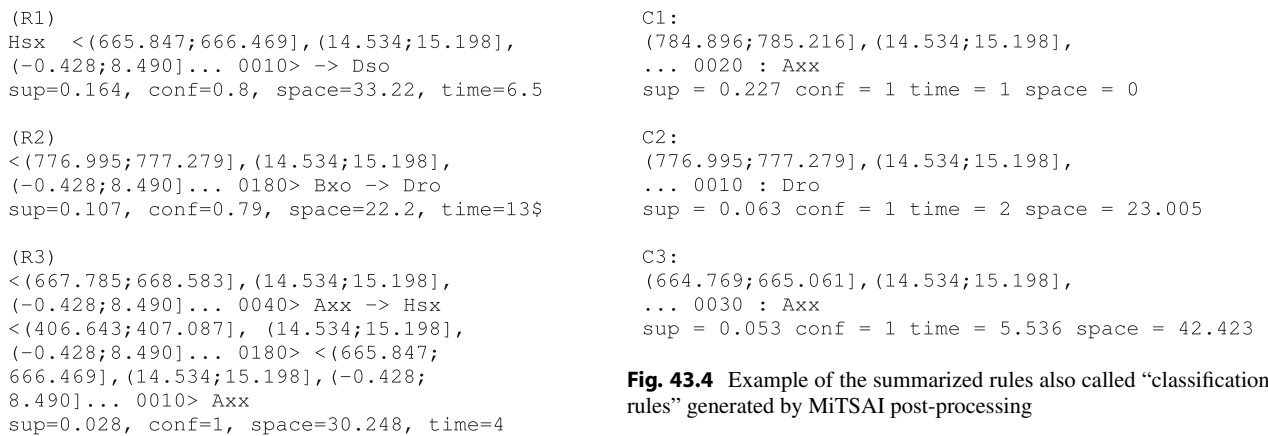 (R1)
Hsx <(665.847;666.469],(14.534;15.198],
(-0.428;8.490]... 0010> -> Dso
sup=0.164, conf=0.8, space=33.22, time=6.5
(R2)
<(776.995;777.279],(14.534;15.198],
(-0.428;8.490]... 0180> Bxo -> Dro
sup=0.107, conf=0.79, space=22.2, time=13$
(R3)
<(667.785;668.583],(14.534;15.198],
(-0.428;8.490]... 0040> Axx -> Hsx
<(406.643;407.087], (14.534;15.198],
(-0.428;8.490]... 0180> <(665.847;
666.469],(14.534;15.198],(-0.428;
8.490]... 0010> Axx
sup=0.028, conf=1, space=30.248, time=4
C1:
(784.896;785.216],(14.534;15.198],
... 0020 : Axx
sup = 0.227 conf = 1 time = 1 space = 0
C2:
(776.995;777.279],(14.534;15.198],
... 0010 : Dro
sup = 0.063 conf = 1 time = 2 space = 23.005
C3:
(664.769;665.061],(14.534;15.198],
... 0030 : Axx
sup = 0.053 conf = 1 time = 5.536 space = 42.423
Fig. 43.4 Example of the summarized rules also called “classification
rules” generated by MiTSAI post-processing